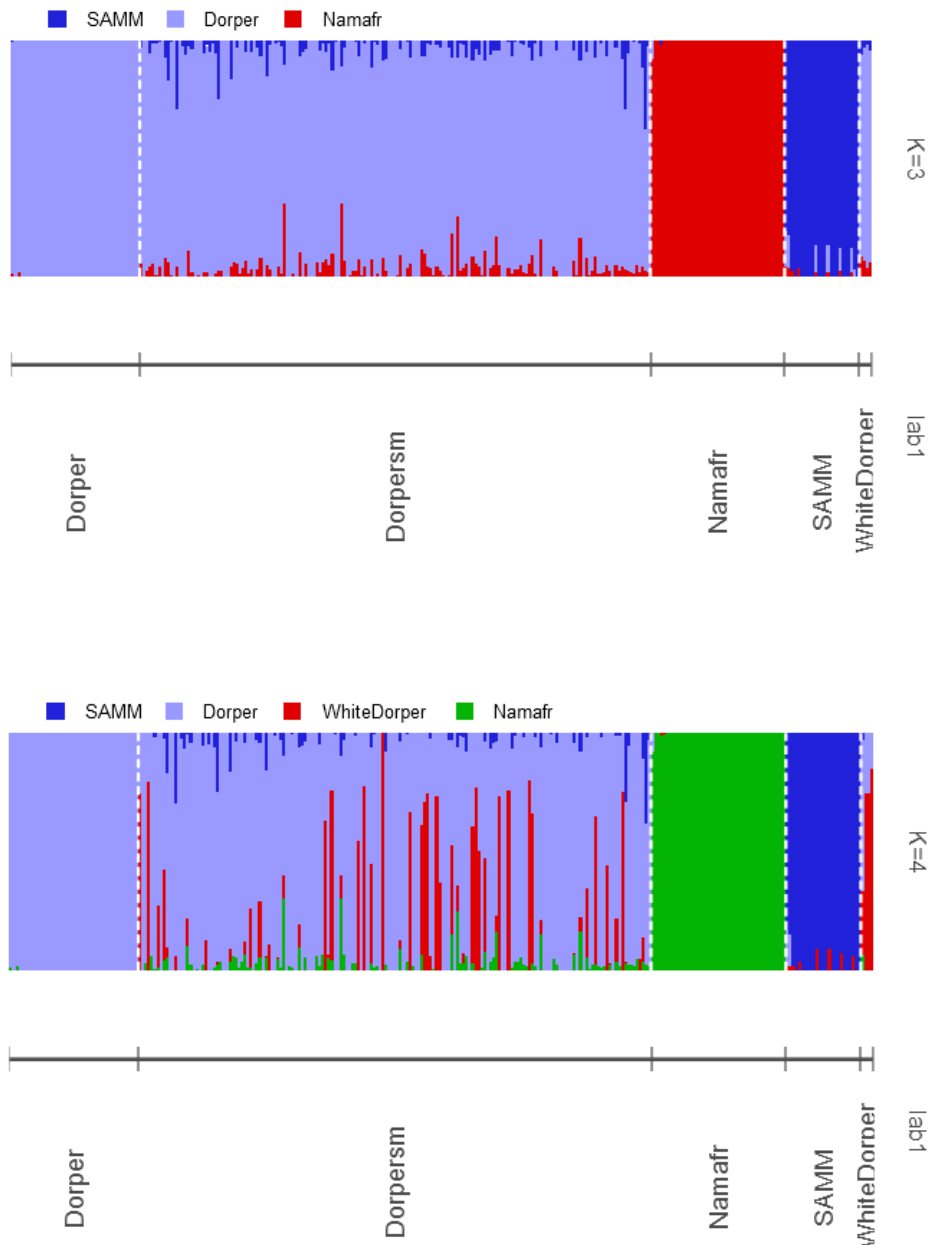 SAMM Dorper Namafr
K=3
lab1
Dorper
Dorpersm
Namafr
SAMM
WhiteDorper
SAMM Dorper WhiteDorper Namafr
K=4
lab1
Dorper
Dorpersm
Namafr
SAMM
WhiteDorper